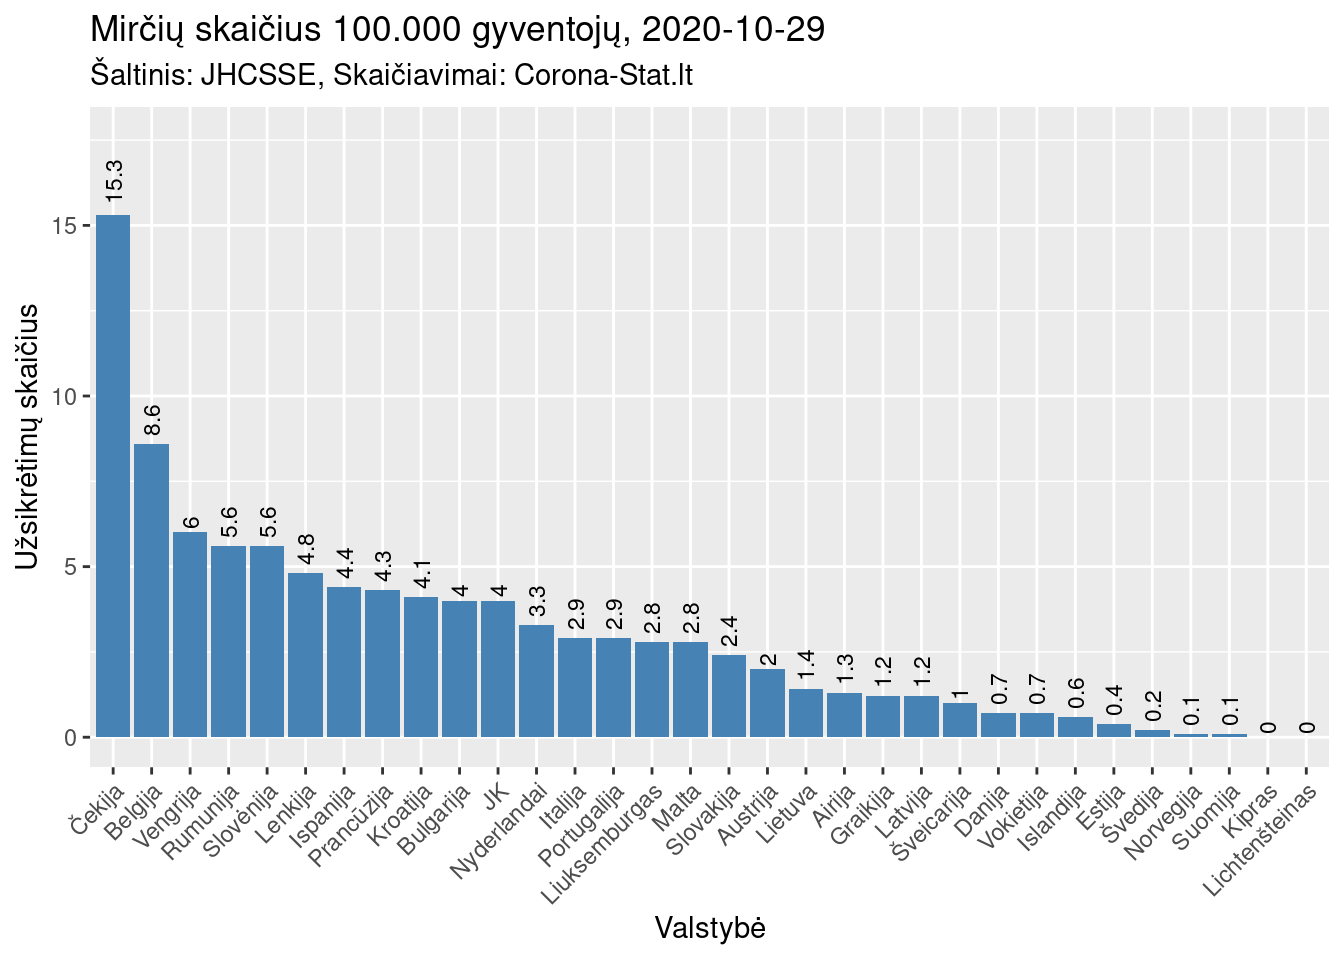 Mirčių skaičius 100.000 gyventojų, 2020-10-29
Šaltinis: JHCSSE, Skaičiavimai: Corona-Stat.lt
Užsikrėtimų skaičius
15
10
5
0
15.3
8.6
6
5.6
5.6
4.8
4.4
4.3
4.1
4
4
3.3
2.9
2.9
2.8
2.8
2.4
2
1.4
1.3
1.2
1.2
1
0.7
0.7
0.6
0.4
0.2
0.1
0.1
0
0
Čekija
Belgija
Vengrija
Rumunija
Slovėnija
Lenkija
Ispanija
Prancūzija
Kroatija
Bulgarija
JK
Nyderlandai
Italija
Portugalija
Liuksemburgas
Malta
Slovakija
Austrija
Lietuva
Airija
Graikija
Latvija
Šveicarija
Danija
Vokietija
Islandija
Estija
Švedija
Norvegija
Suomija
Kipras
Lichtenšteinas
Valstybė